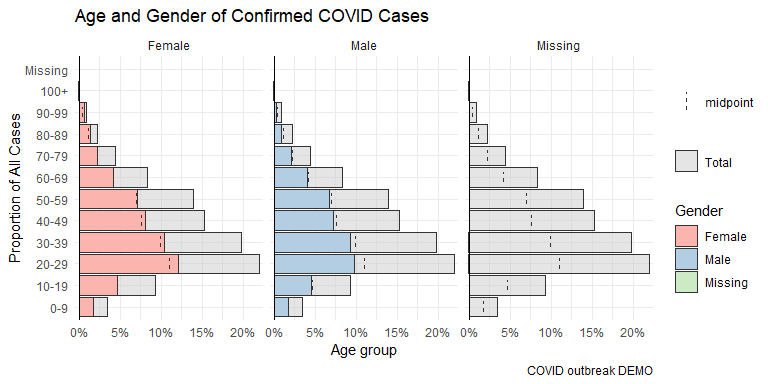 Age and Gender of Confirmed COVID Cases
Female
Male
Missing
Proportion of All Cases
Missing
100+
90-99
80-89
70-79
60-69
50-59
40-49
30-39
20-29
10-19
0-9
0% 5% 10% 15% 20%
0% 5% 10% 15% 20%
0% 5% 10% 15% 20%
Age group
midpoint
Total
Gender
Female
Male
Missing
COVID outbreak DEMO